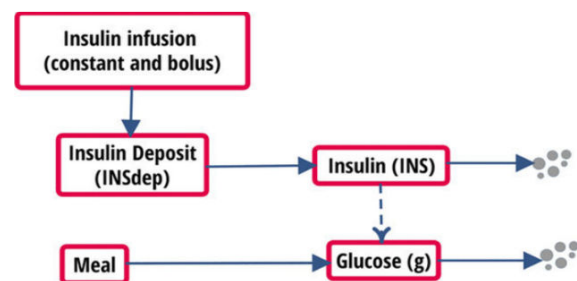 Insulin infusion
(constant and bolus)
Insulin Deposit
(INSdep)
Insulin (INS)
Meal
Glucose (g)